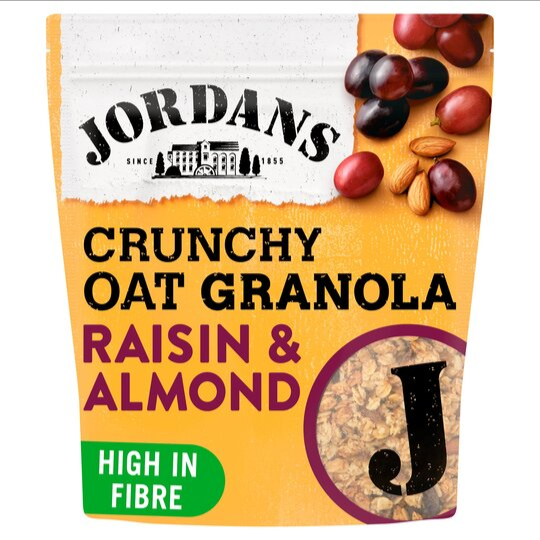 JORDANS
SINCE 1855
CRUNCHY
OAT GRANOLA
RAISIN &
ALMOND
J
HIGH IN
FIBRE